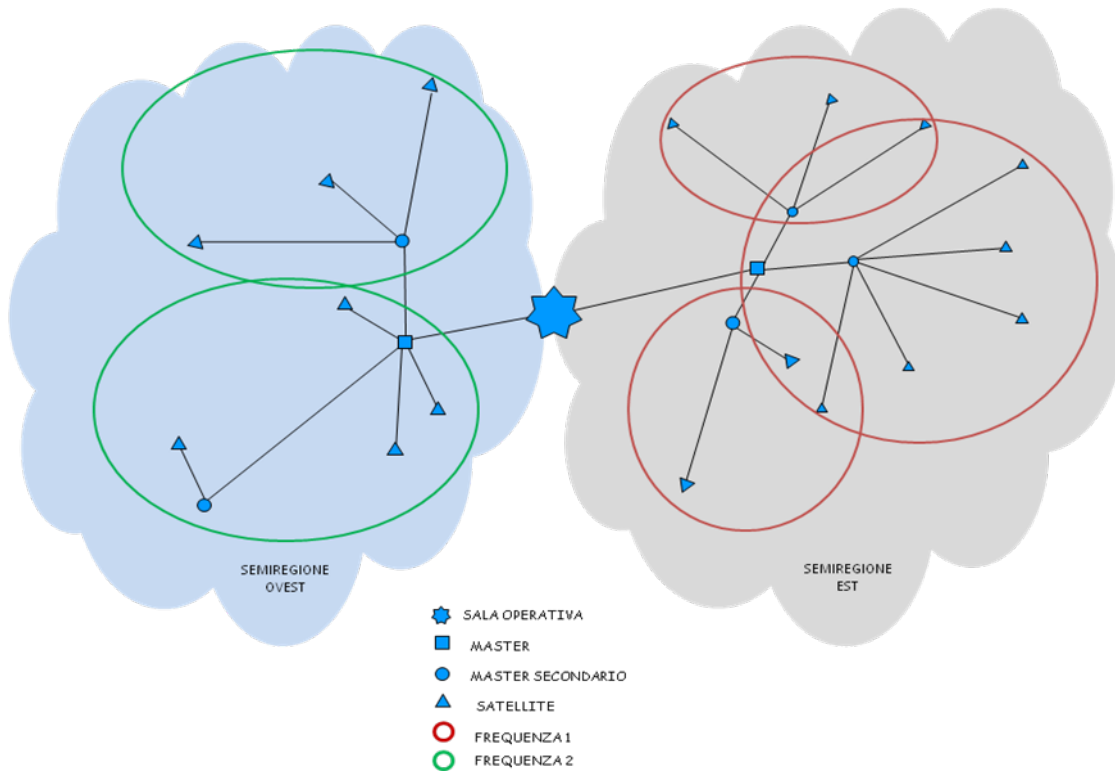 SEMIREGIONE
OVEST
SEMIREGIONE
EST
SALA OPERATIVA
MASTER
MASTER SECONDARIO
SATELLITE
FREQUENZA 1
FREQUENZA 2